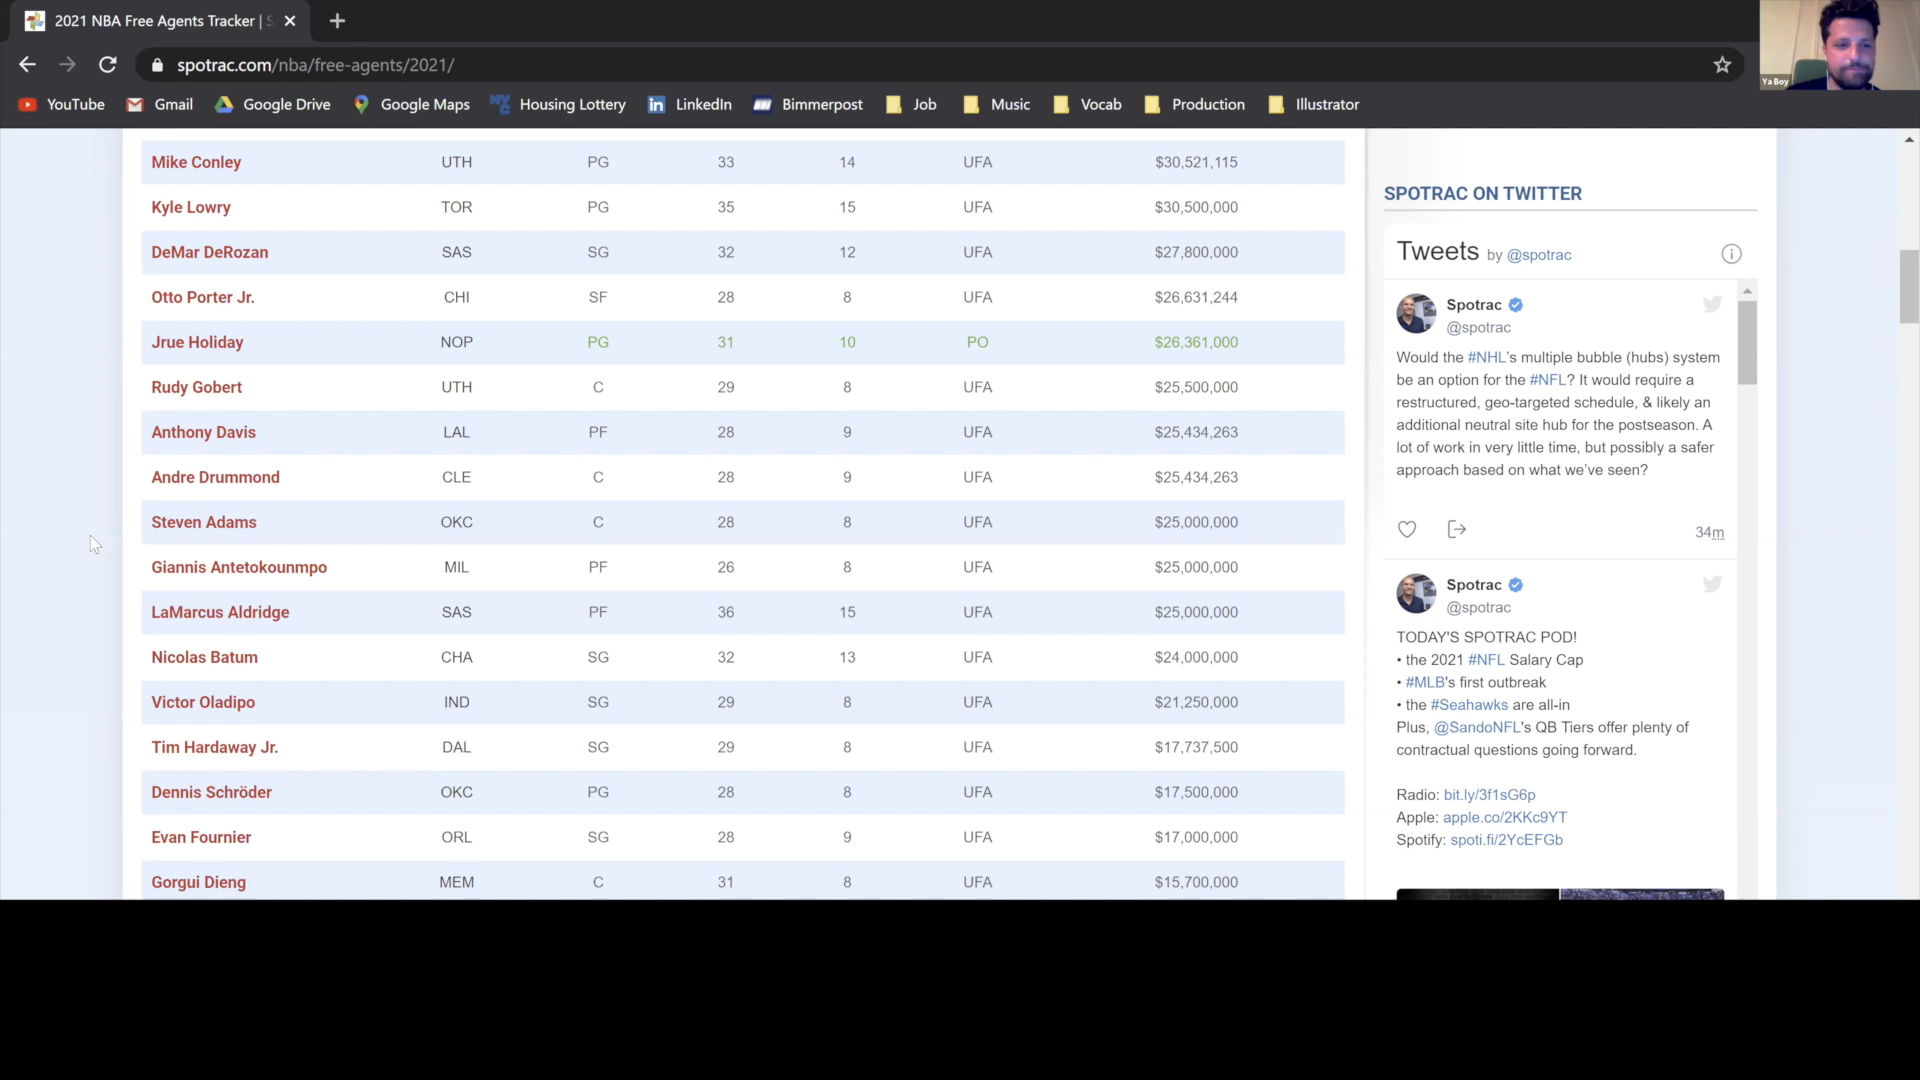 2021 NBA Free Agents Tracker | S
spotrac.com/nba/free-agents/2021/
Ya Boy
YouTube Gmail Google Drive Google Maps Housing Lottery LinkedIn Bimmerpost Job Music Vocab Production Illustrator
Mike Conley UTH PG 33 14 UFA $30,521,115
Kyle Lowry TOR PG 35 15 UFA $30,500,000
DeMar DeRozan SAS SG 32 12 UFA $27,800,000
Otto Porter Jr. CHI SF 28 8 UFA $26,631,244
Jrue Holiday NOP PG 31 10 PO $26,361,000
Rudy Gobert UTH C 29 8 UFA $25,500,000
Anthony Davis LAL PF 28 9 UFA $25,434,263
Andre Drummond CLE C 28 9 UFA $25,434,263
Steven Adams OKC C 28 8 UFA $25,000,000
Giannis Antetokounmpo MIL PF 26 8 UFA $25,000,000
LaMarcus Aldridge SAS PF 36 15 UFA $25,000,000
Nicolas Batum CHA SG 32 13 UFA $24,000,000
Victor Oladipo IND SG 29 8 UFA $21,250,000
Tim Hardaway Jr. DAL SG 29 8 UFA $17,737,500
Dennis Schröder OKC PG 28 8 UFA $17,500,000
Evan Fournier ORL SG 28 9 UFA $17,000,000
Gorgui Dieng MEM C 31 8 UFA $15,700,000
SPOTRAC ON TWITTER
Tweets by @spotrac
Spotrac
@spotrac
Would the #NHL's multiple bubble (hubs) system
be an option for the #NFL? It would require a
restructured, geo-targeted schedule, & likely an
additional neutral site hub for the postseason. A
lot of work in very little time, but possibly a safer
approach based on what we've seen?
34m
Spotrac
@spotrac
TODAY'S SPOTRAC POD!
• the 2021 #NFL Salary Cap
• #MLB's first outbreak
• the #Seahawks are all-in
Plus, @SandoNFL's QB Tiers offer plenty of
contractual questions going forward.
Radio: bit.ly/3f1sG6p
Apple: apple.co/2KKc9YT
Spotify: spoti.fi/2YcEFGb